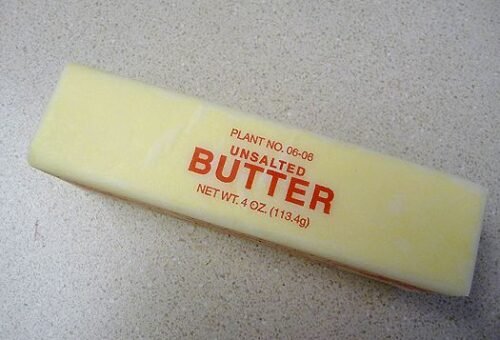 PLANT NO. 06-06
UNSALTED
BUTTER
NET WT. 4 OZ. (113.4g)